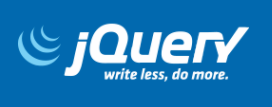 jQuery
write less, do more.